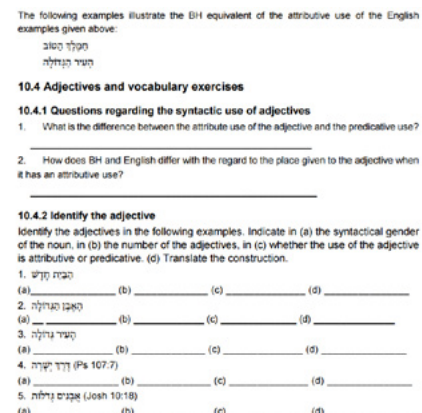 The following examples illustrate the BH equivalent of the attributive use of the English
examples given above:
הַמֶּלֶךְ הַטּוֹב
הָעִיר הַגְּדוֹלָה
10.4 Adjectives and vocabulary exercises
10.4.1 Questions regarding the syntactic use of adjectives
1. What is the difference between the attribute use of the adjective and the predicative use?
2. How does BH and English differ with the regard to the place given to the adjective when
it has an attributive use?
10.4.2 Identify the adjective
Identify the adjectives in the following examples. Indicate in (a) the syntactical gender
of the noun, in (b) the number of the adjectives, in (c) whether the use of the adjective
is attributive or predicative. (d) Translate the construction.
1. הַבַּיִת חָדָשׁ
(a) (b) (c) (d)
2. הָאֶבֶן הַגְּדוֹלָה
(a) (b) (c) (d)
3. הָעִיר גְּדוֹלָה
(a) (b) (c) (d)
4. דֶּרֶךְ יְשָׁרָה (Ps 107:7)
(a) (b) (c) (d)
5. אֲבָנִים גְּדֹלוֹת (Josh 10:18)
(a) (b) (c) (d)